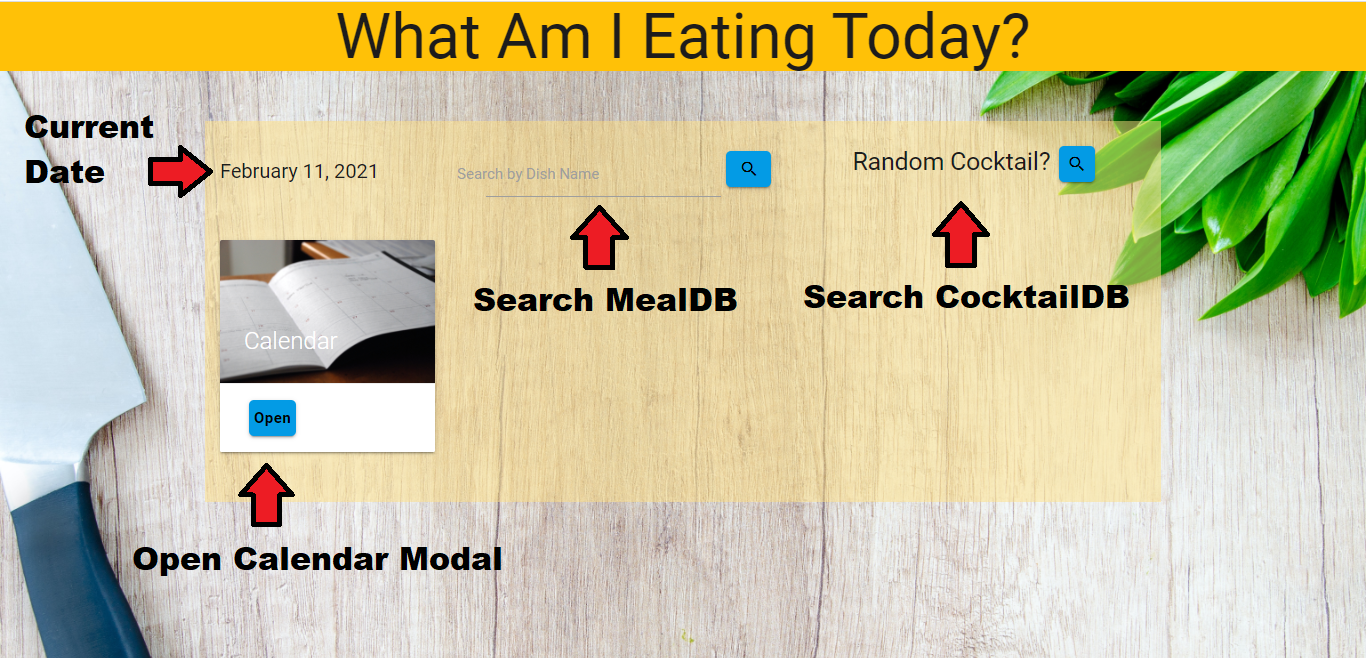 What Am I Eating Today?
Current
Date
February 11, 2021
Search by Dish Name
Random Cocktail?
Search MealDB
Search CocktailDB
Calendar
Open
Open Calendar Modal